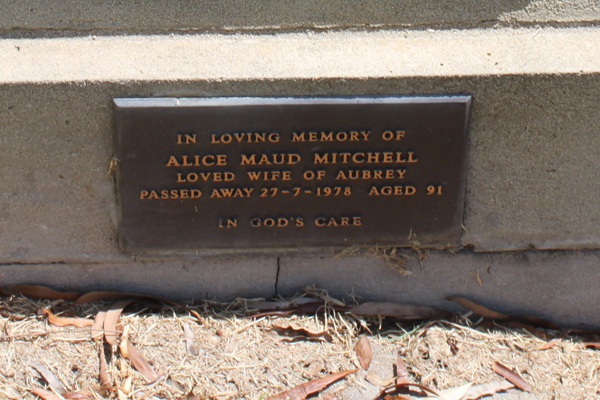 IN LOVING MEMORY OF
ALICE MAUD MITCHELL
LOVED WIFE OF AUBREY
PASSED AWAY 27-7-1978 AGED 91
IN GOD'S CARE